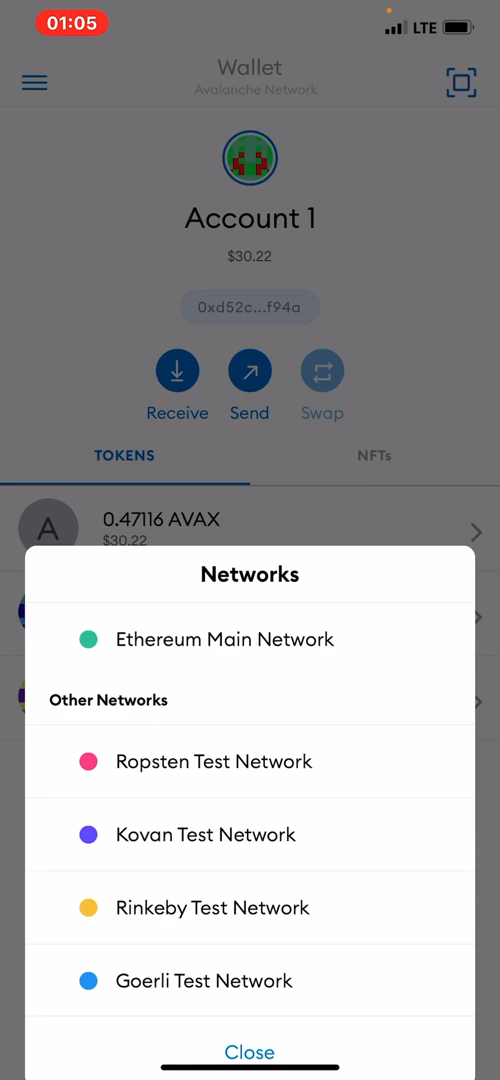 01:05
LTE
Wallet
Avalanche Network
Account 1
$30.22
0xd52c...f94a
Receive
Send
Swap
TOKENS
NFTs
A
0.47116 AVAX
$30.22
Networks
Ethereum Main Network
Other Networks
Ropsten Test Network
Kovan Test Network
Rinkeby Test Network
Goerli Test Network
Close